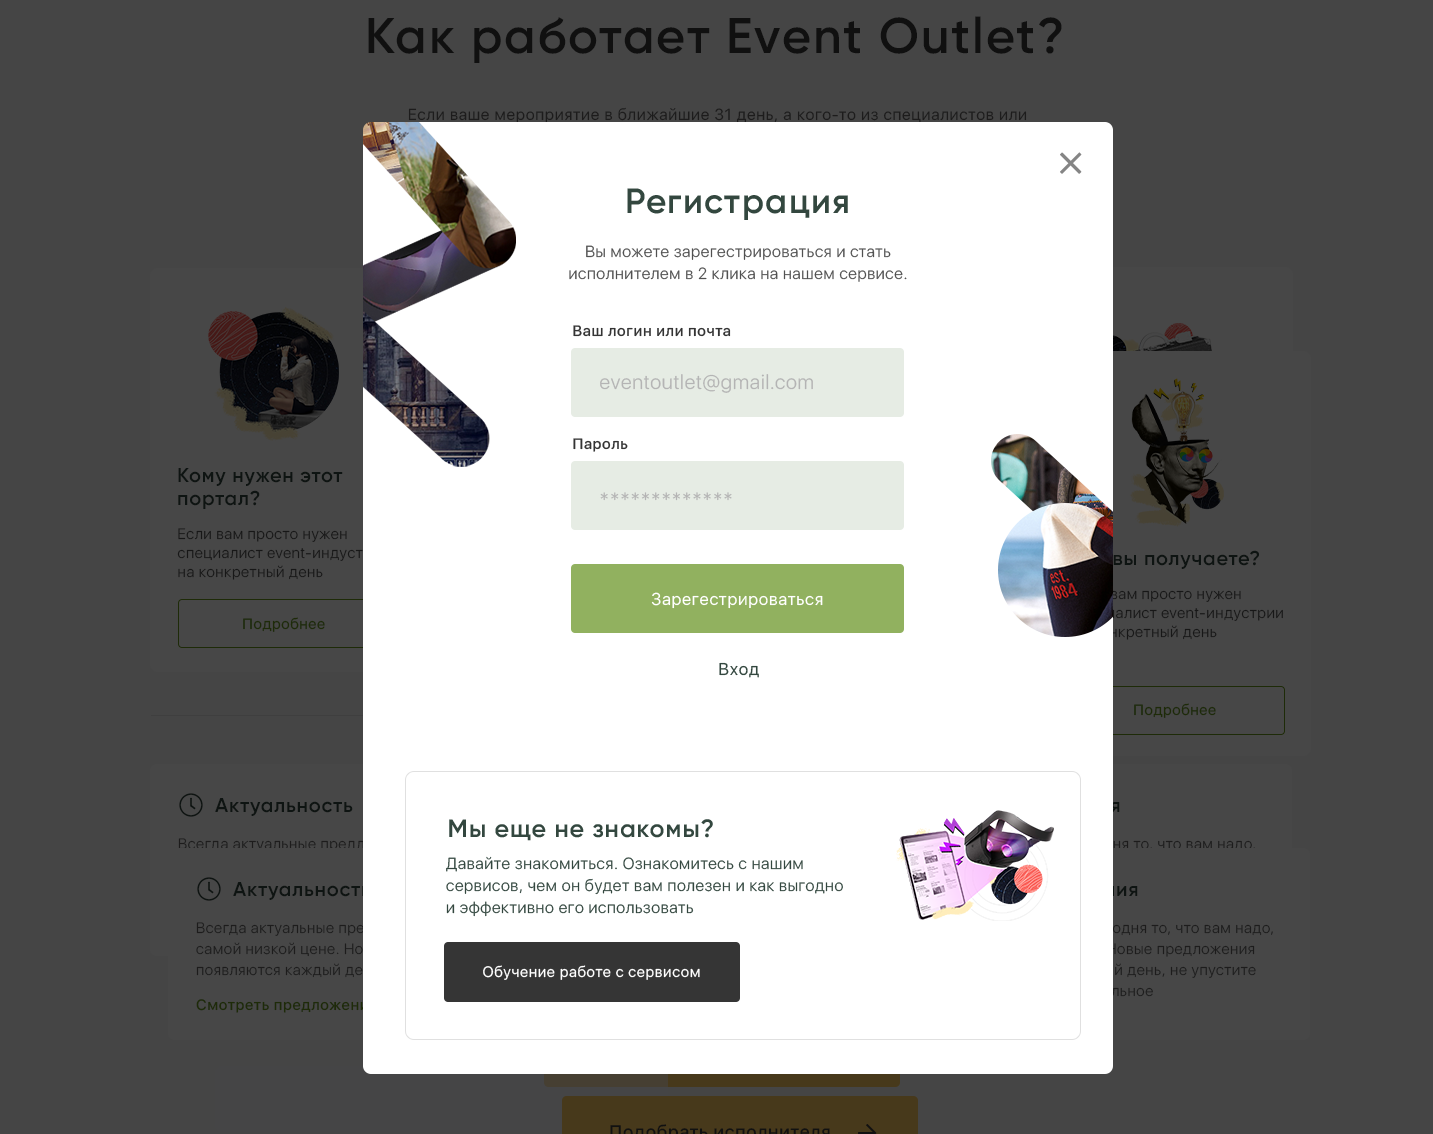 Как работает Event Outlet?
Если ваше мероприятие в ближайшие 31 день, а кого-то из специалистов или
Регистрация
Вы можете зарегестрироваться и стать
исполнителем в 2 клика на нашем сервисе.
Ваш логин или почта
eventoutlet@gmail.com
Пароль
*************
Зарегестрироваться
Вход
Мы еще не знакомы?
Давайте знакомиться. Ознакомитесь с нашим
сервисов, чем он будет вам полезен и как выгодно
и эффективно его использовать
Обучение работе с сервисом
est.
1984
Кому нужен этот
портал?
Если вам просто нужен
специалист event-индуст
на конкретный день
Подробнее
вы получаете?
вам просто нужен
алист event-индустрии
нкретный день
Подробнее
Актуальность
Всегда актуальные предл
я
ня то, что вам надо.
Актуальность
Всегда актуальные пре
самой низкой цене. Но
появляются каждый де
Смотреть предложени
ния
одня то, что вам надо,
Новые предложения
й день, не упустите
льное
Подобрать исполнителя